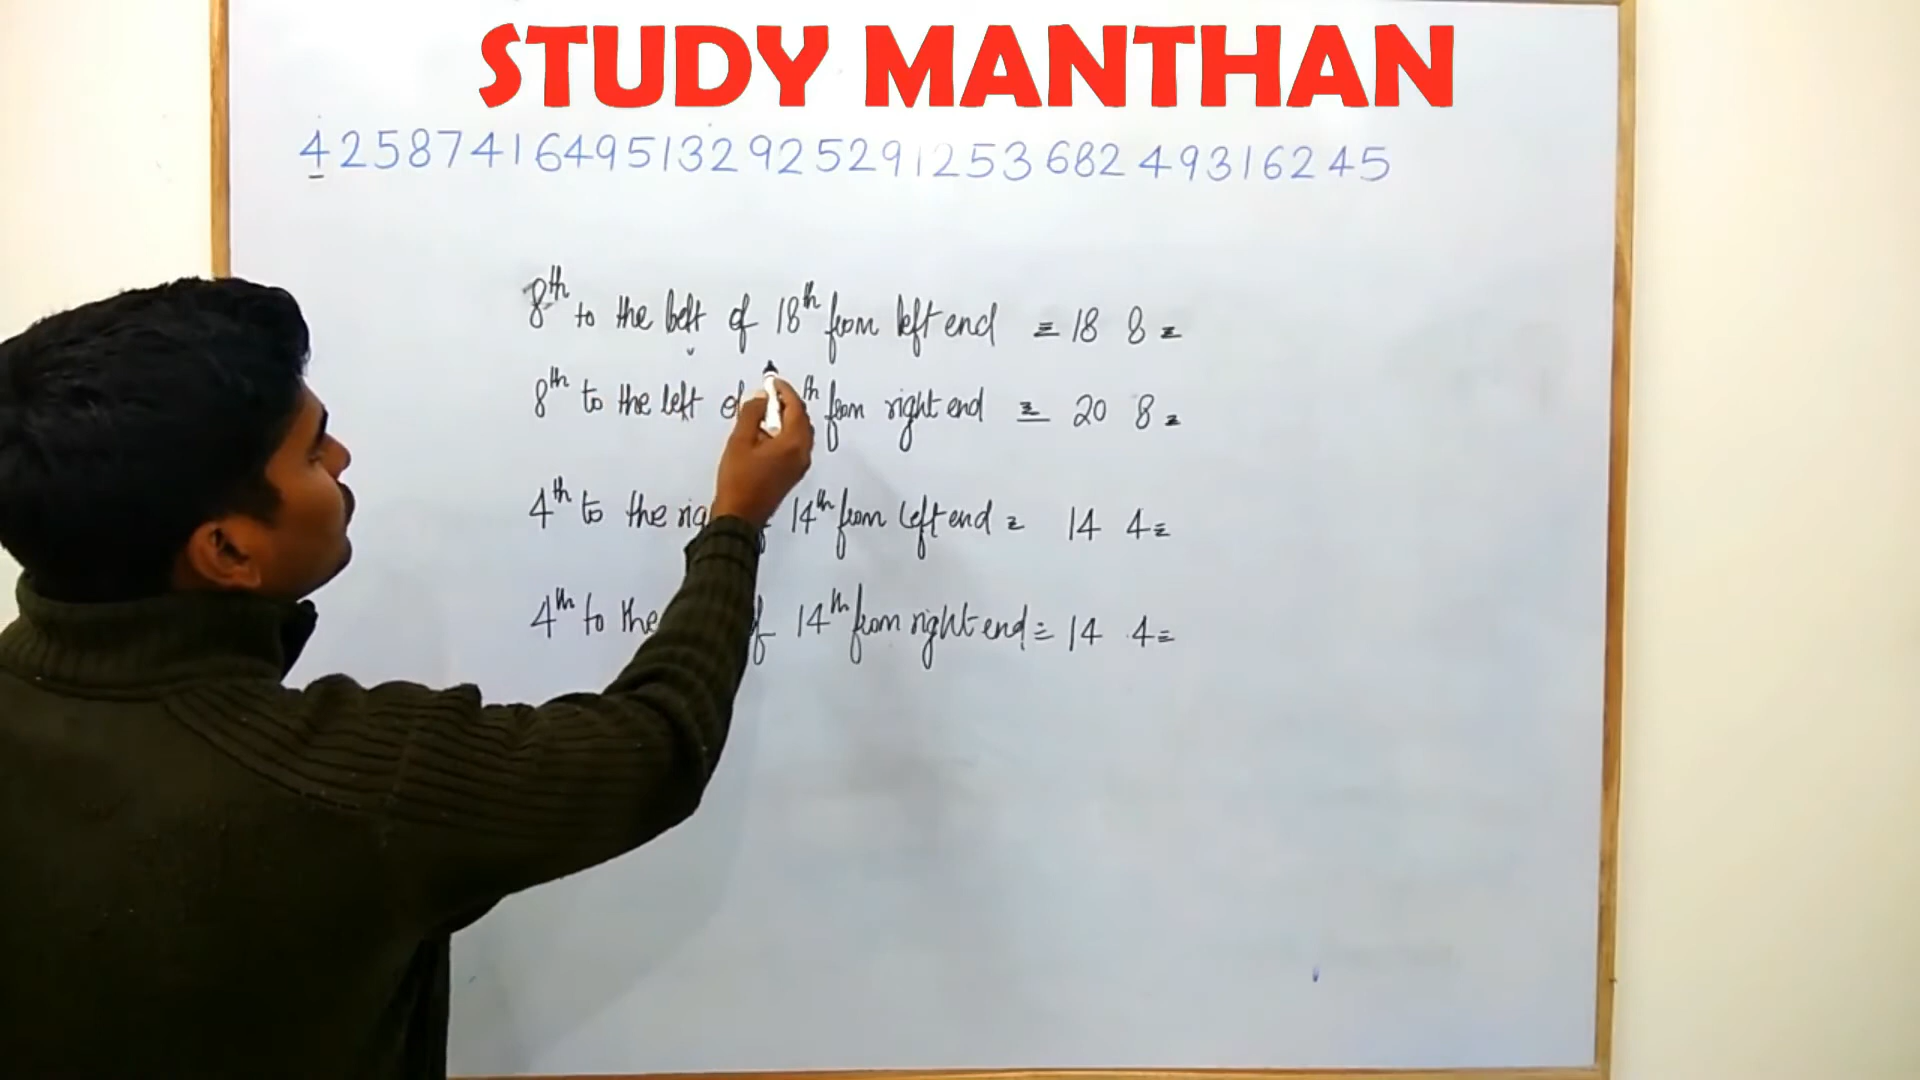 STUDY MANTHAN
4258741649513292529125368249316245
8th to the left of 18th from left end = 18 8 =
8th to the left of th from right end = 20 8 =
4th to the 14th from left end = 14 4 =
4th to the of 14th from right end = 14 4 =